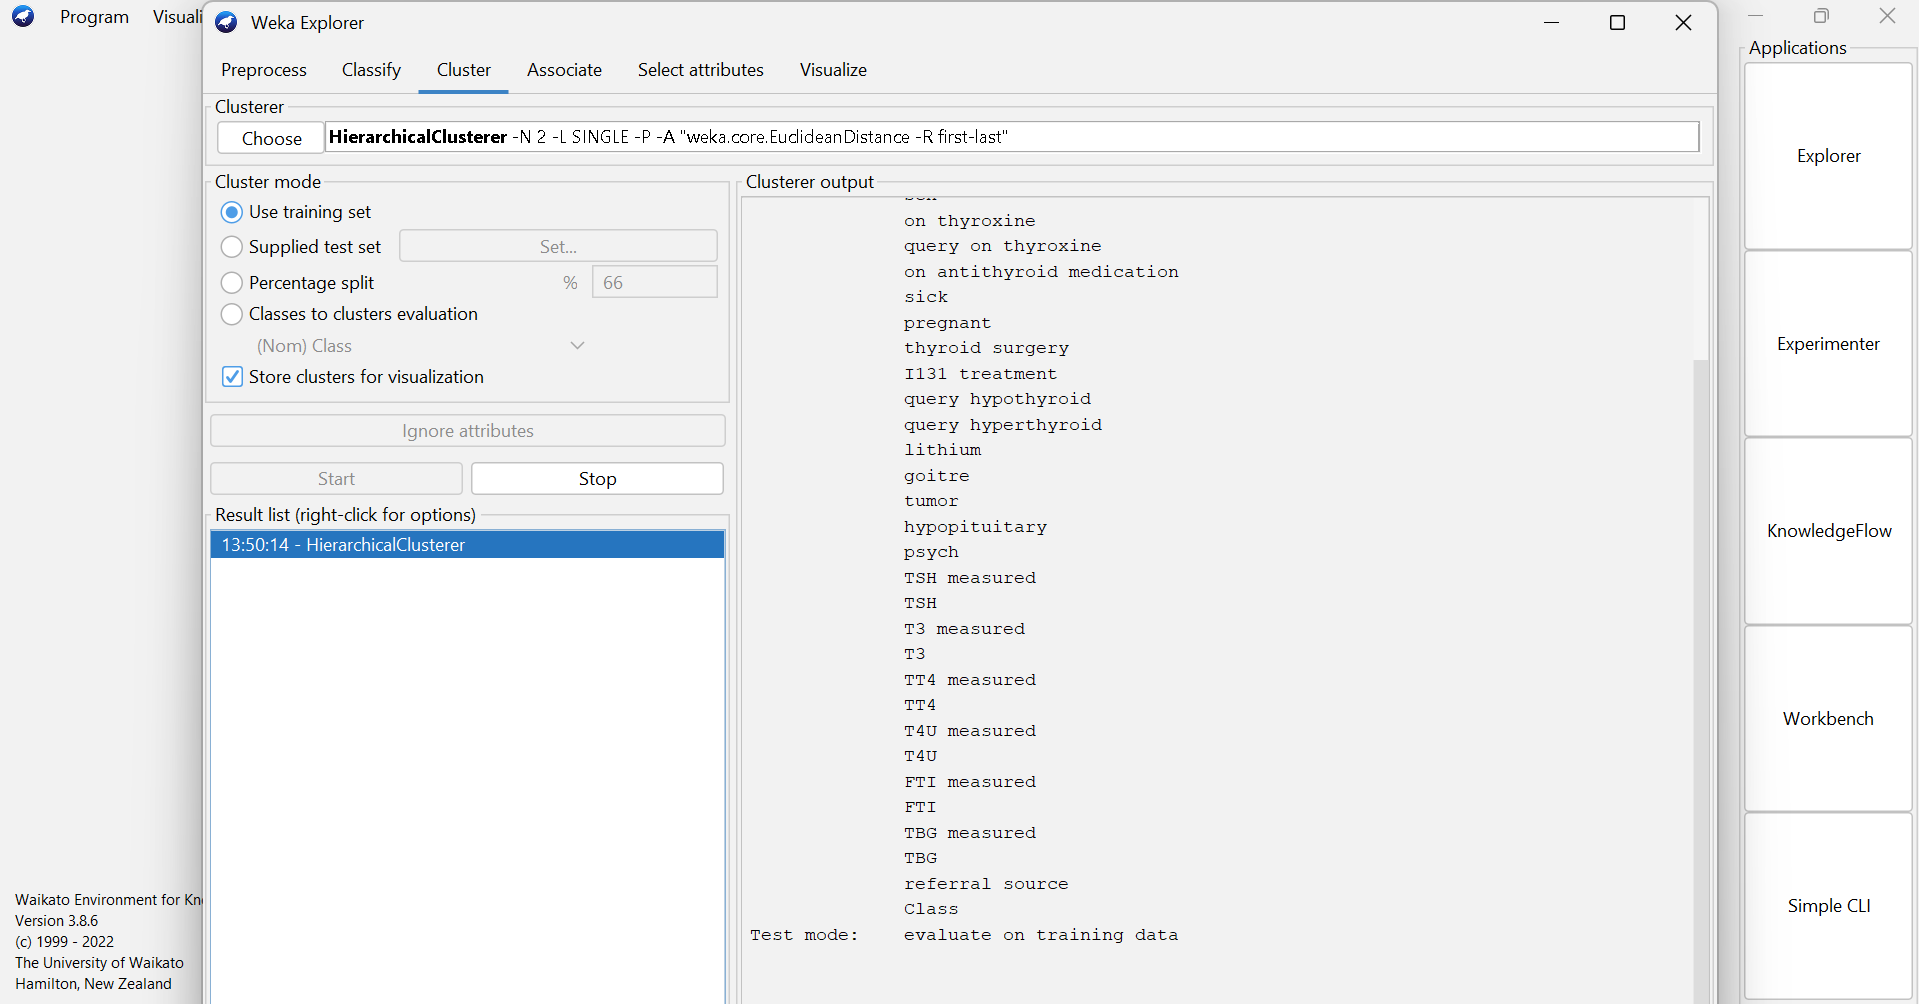 Program Visuali
Weka Explorer
Preprocess Classify Cluster Associate Select attributes Visualize
Clusterer
Choose HierarchicalClusterer -N 2 -L SINGLE -P -A "weka.core.EuclideanDistance -R first-last"
Cluster mode
Use training set
Supplied test set Set...
Percentage split % 66
Classes to clusters evaluation
(Nom) Class
Store clusters for visualization
Ignore attributes
Start Stop
Result list (right-click for options)
13:50:14 - HierarchicalClusterer
Clusterer output
on thyroxine
query on thyroxine
on antithyroid medication
sick
pregnant
thyroid surgery
I131 treatment
query hypothyroid
query hyperthyroid
lithium
goitre
tumor
hypopituitary
psych
TSH measured
TSH
T3 measured
T3
TT4 measured
TT4
T4U measured
T4U
FTI measured
FTI
TBG measured
TBG
referral source
Class
Test mode: evaluate on training data
Applications
Explorer
Experimenter
KnowledgeFlow
Workbench
Simple CLI
Waikato Environment for Kn
Version 3.8.6
(c) 1999 - 2022
The University of Waikato
Hamilton, New Zealand